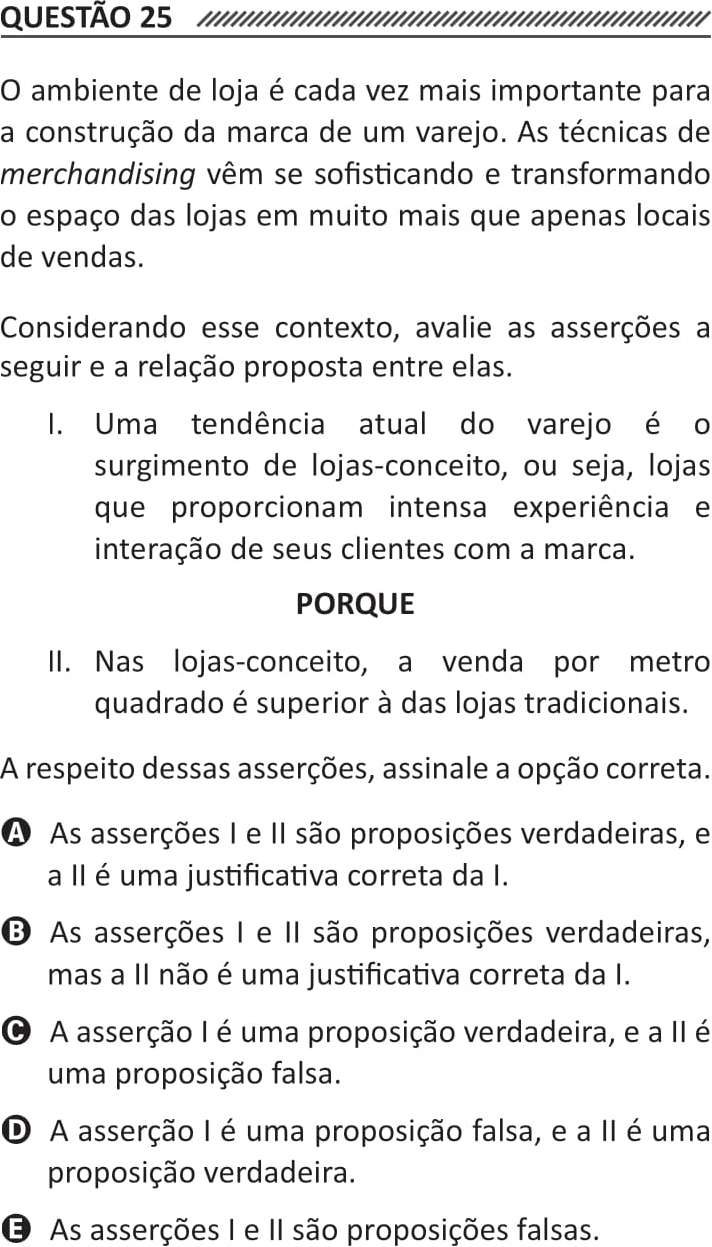 QUESTÃO 25
O ambiente de loja é cada vez mais importante para
a construção da marca de um varejo. As técnicas de
merchandising vêm se sofisticando e transformando
o espaço das lojas em muito mais que apenas locais
de vendas.
Considerando esse contexto, avalie as asserções a
seguir e a relação proposta entre elas.
I. Uma tendência atual do varejo é o
surgimento de lojas-conceito, ou seja, lojas
que proporcionam intensa experiência e
interação de seus clientes com a marca.
PORQUE
II. Nas lojas-conceito, a venda por metro
quadrado é superior à das lojas tradicionais.
A respeito dessas asserções, assinale a opção correta.
A As asserções I e II são proposições verdadeiras, e
a II é uma justificativa correta da I.
B As asserções I e II são proposições verdadeiras,
mas a II não é uma justificativa correta da I.
C A asserção I é uma proposição verdadeira, e a II é
uma proposição falsa.
D A asserção I é uma proposição falsa, e a II é uma
proposição verdadeira.
E As asserções I e II são proposições falsas.